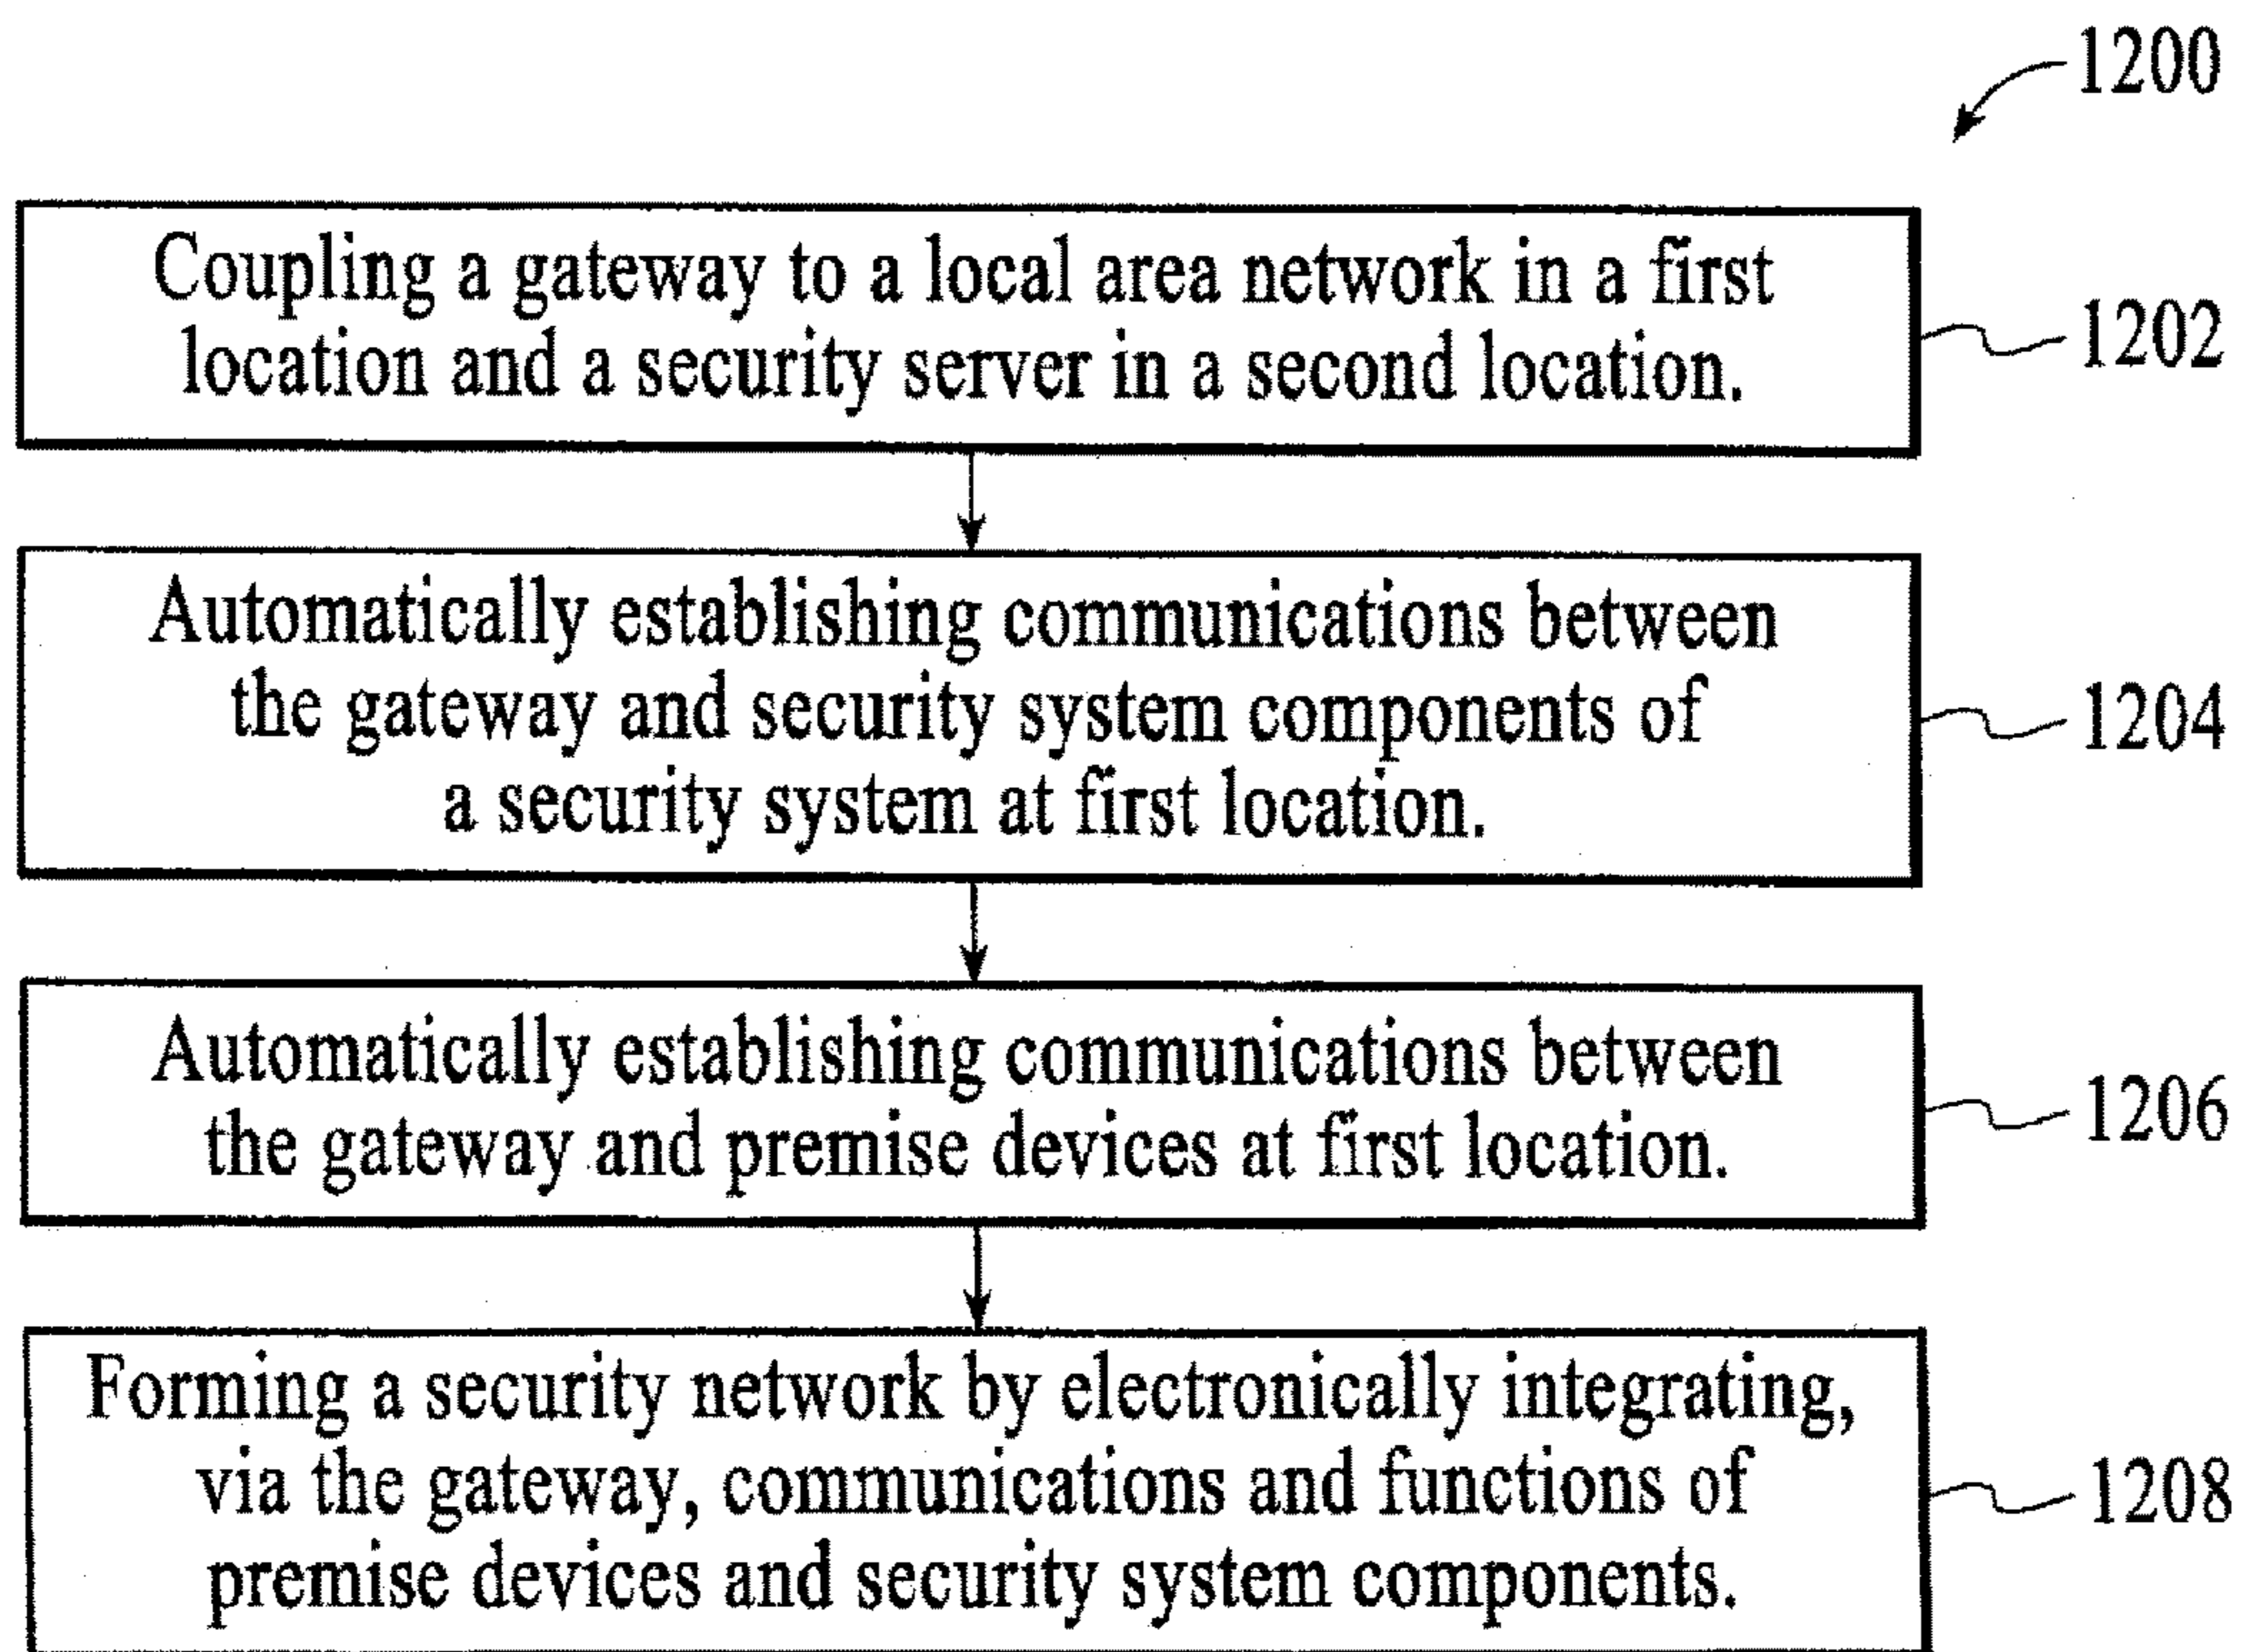 1200
Coupling a gateway to a local area network in a first
location and a security server in a second location.
1202
Automatically establishing communications between
the gateway and security system components of
a security system at first location.
1204
Automatically establishing communications between
the gateway and premise devices at first location.
1206
Forming a security network by electronically integrating,
via the gateway, communications and functions of
premise devices and security system components.
1208